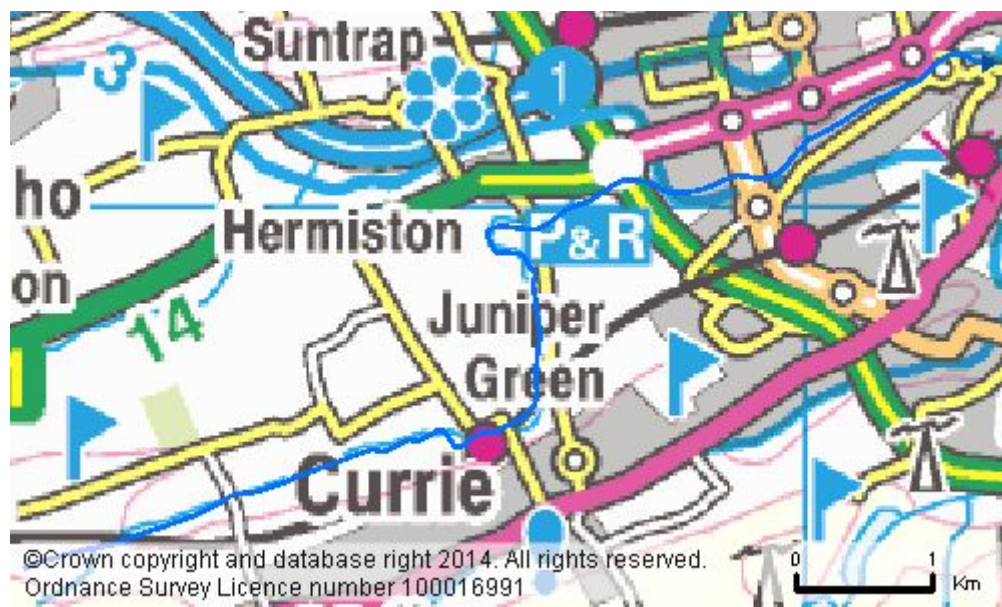 Suntrap
3
1
ho
Hermiston
P&R
on
14
Juniper
Green
Currie
©Crown copyright and database right 2014. All rights reserved.
Ordnance Survey Licence number 100016991
0 1
Km